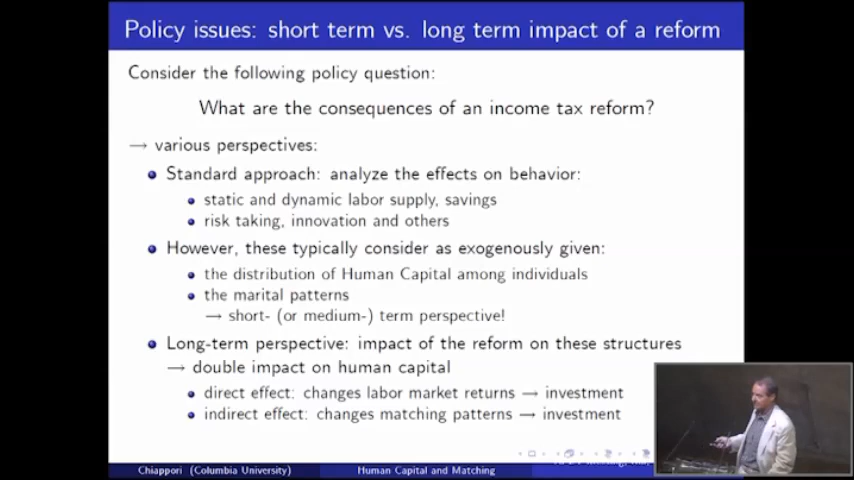 Policy issues: short term vs. long term impact of a reform
Consider the following policy question:
What are the consequences of an income tax reform?
→ various perspectives:
Standard approach: analyze the effects on behavior:
static and dynamic labor supply, savings
risk taking, innovation and others
However, these typically consider as exogenously given:
the distribution of Human Capital among individuals
the marital patterns
→ short- (or medium-) term perspective!
Long-term perspective: impact of the reform on these structures
→ double impact on human capital
direct effect: changes labor market returns → investment
indirect effect: changes matching patterns → investment
Chiappori (Columbia University)
Human Capital and Matching